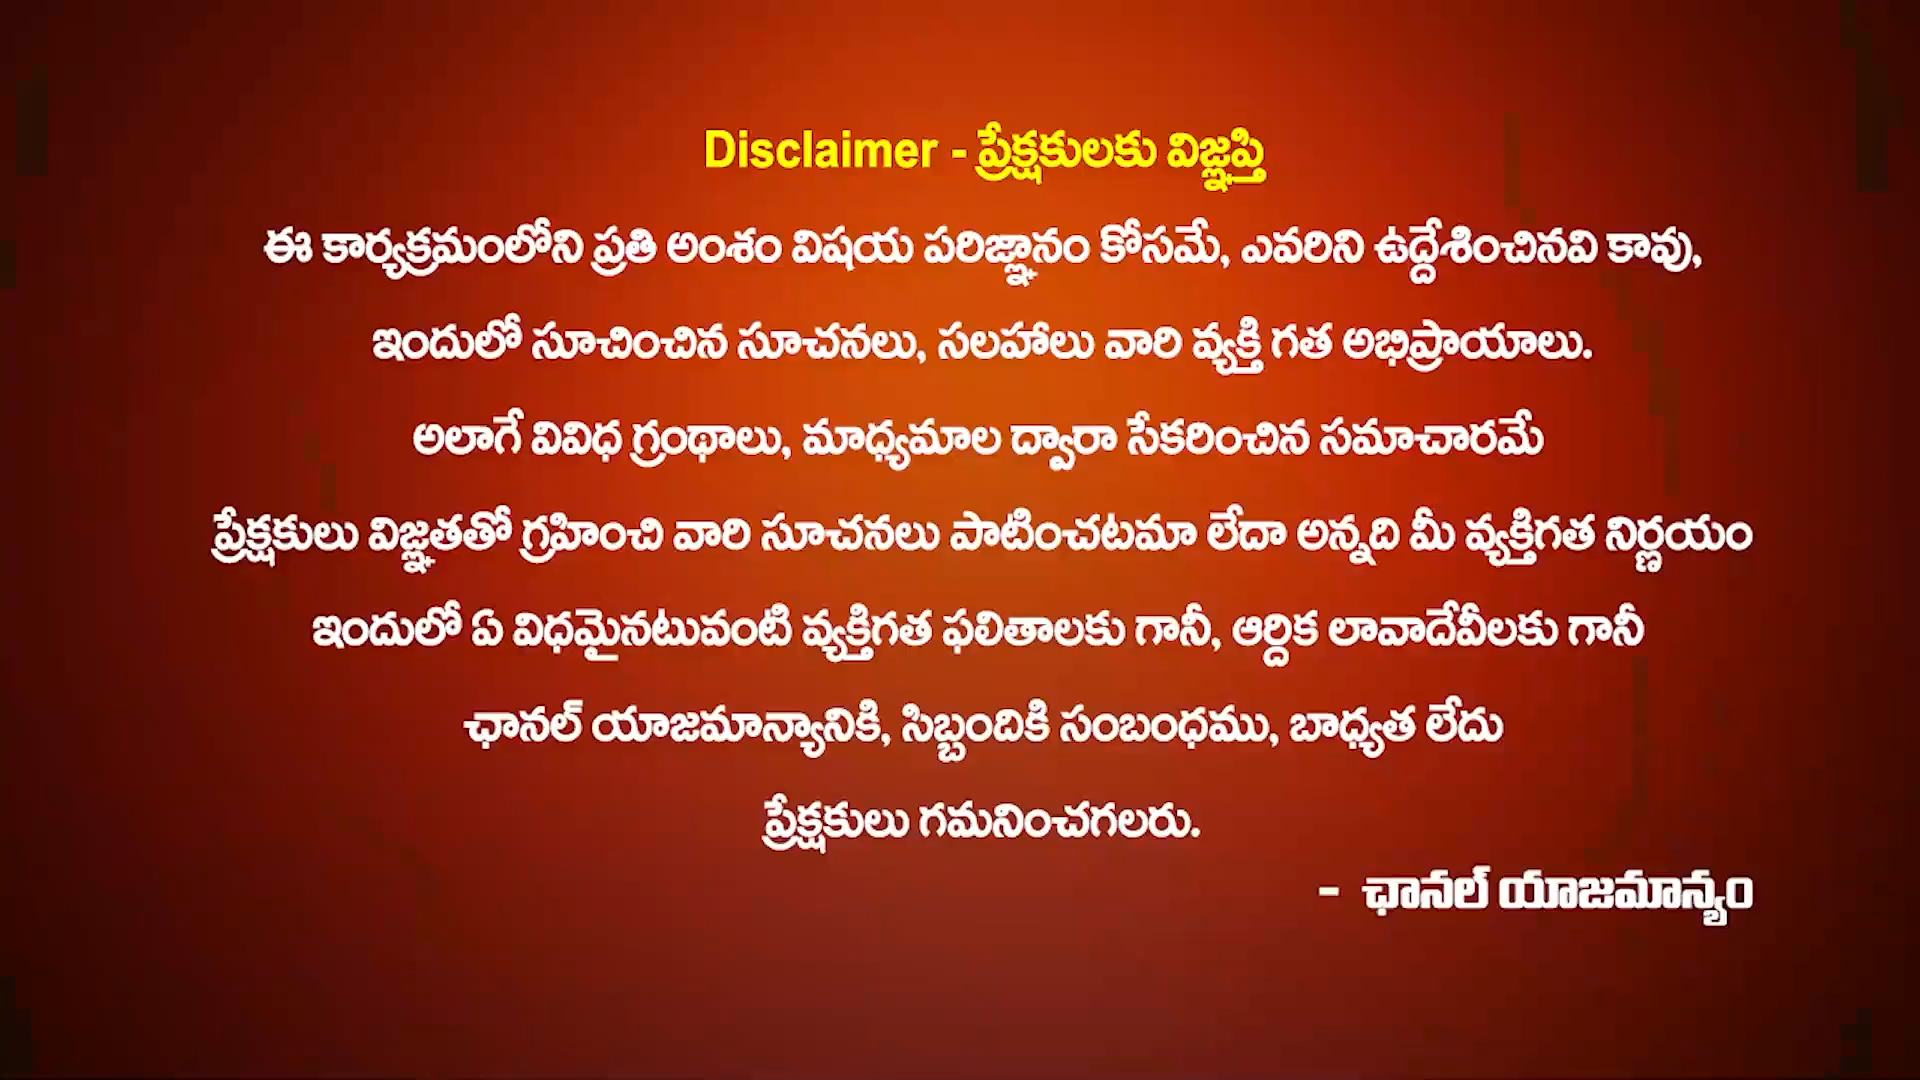 Disclaimer - ప్రేక్షకులకు విజ్ఞప్తి
ఈ కార్యక్రమంలోని ప్రతి అంశం విషయ పరిజ్ఞానం కోసమే, ఎవరిని ఉద్దేశించినవి కావు,
ఇందులో సూచించిన సూచనలు, సలహాలు వారి వ్యక్తి గత అభిప్రాయాలు.
అలాగే వివిధ గ్రంథాలు, మాధ్యమాల ద్వారా సేకరించిన సమాచారమే
ప్రేక్షకులు విజ్ఞతతో గ్రహించి వారి సూచనలు పాటించటమా లేదా అన్నది మీ వ్యక్తిగత నిర్ణయం
ఇందులో ఏ విధమైనటువంటి వ్యక్తిగత ఫలితాలకు గానీ, ఆర్దిక లావాదేవీలకు గానీ
ఛానల్ యాజమాన్యానికి, సిబ్బందికి సంబంధము, బాధ్యత లేదు
ప్రేక్షకులు గమనించగలరు.
- ఛానల్ యాజమాన్యం